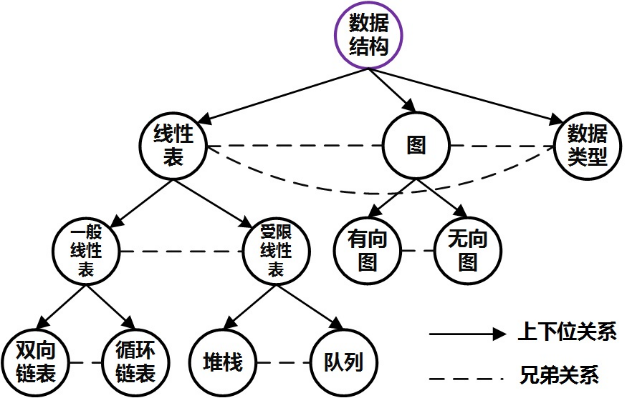 数据
结构
线性
表
图
数据
类型
一般
线性
表
受限
线性
表
有向
图
无向
图
双向
链表
循环
链表
堆栈
队列
上下位关系
兄弟关系